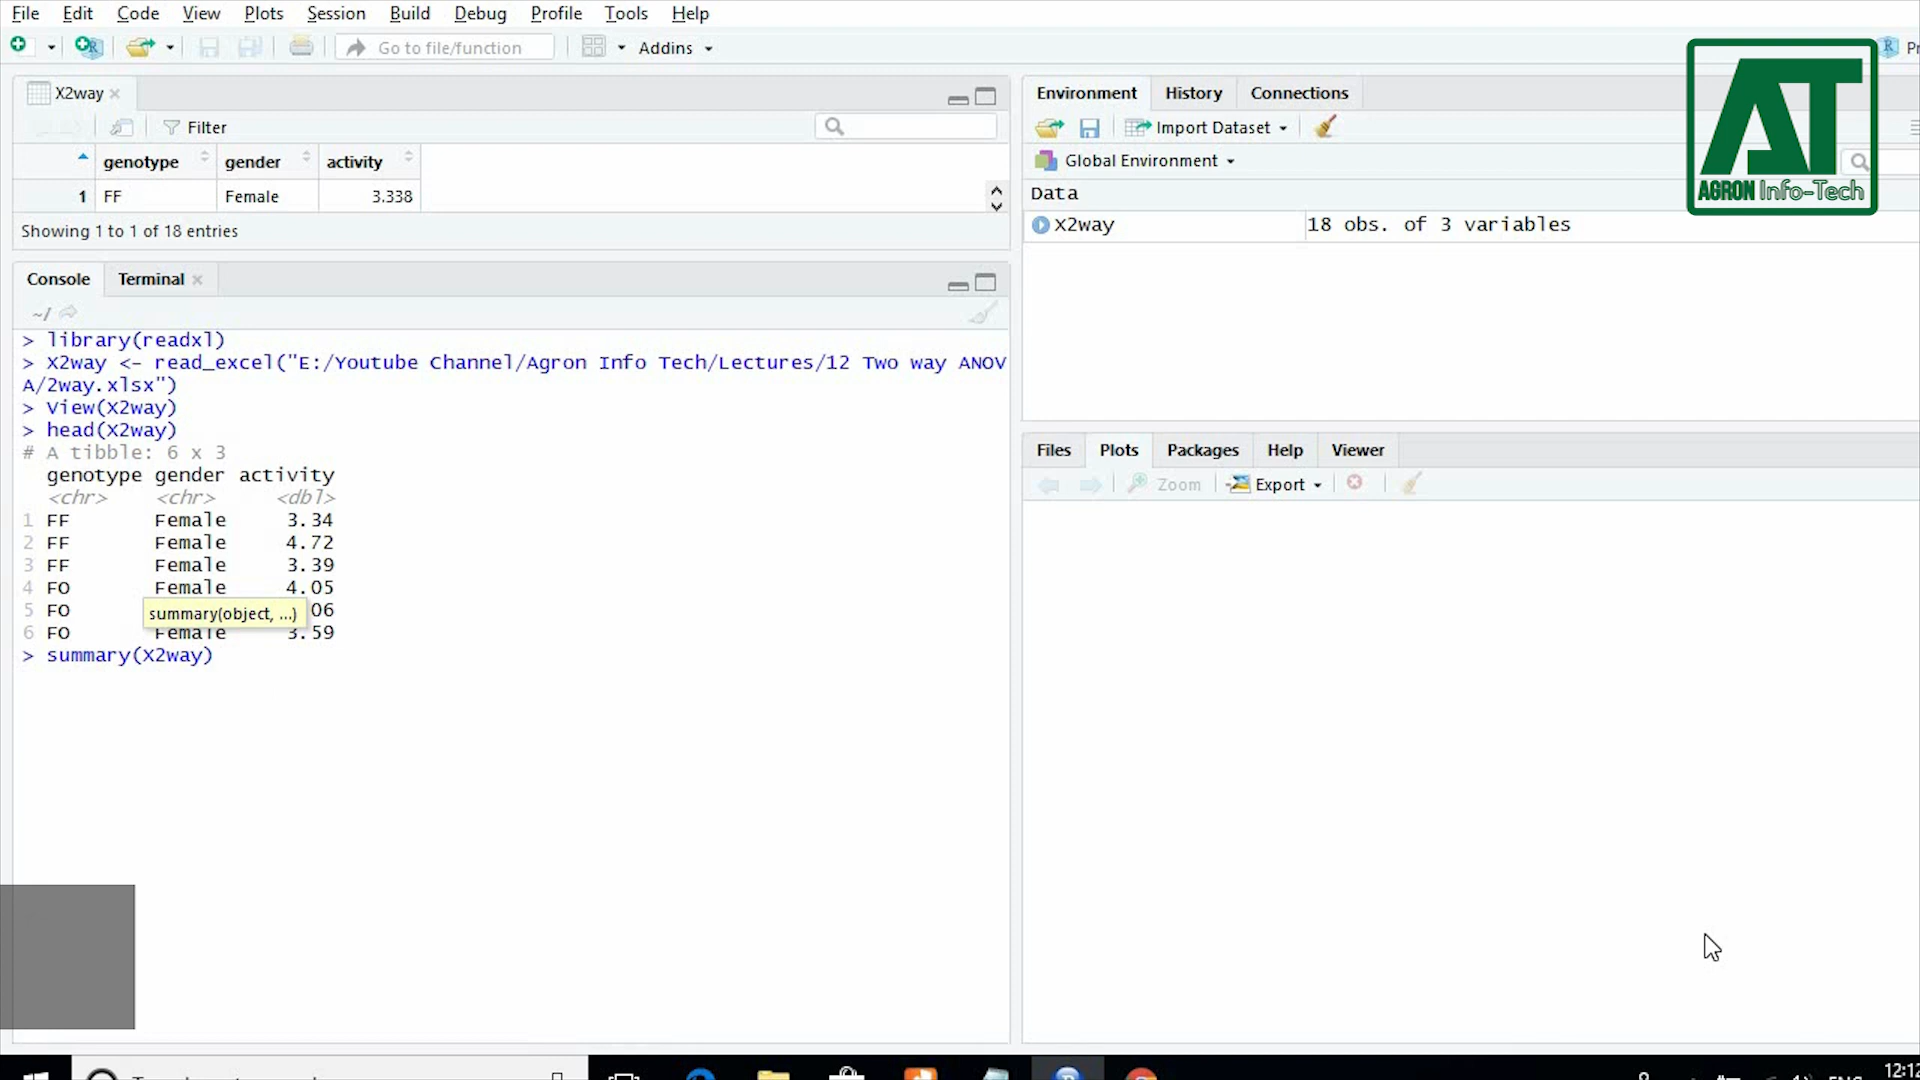 File Edit Code View Plots Session Build Debug Profile Tools Help
Go to file/function Addins
X2way
Filter
genotype gender activity
1 FF Female 3.338
Showing 1 to 1 of 18 entries
Console Terminal
~/
> library(readxl)
> X2way <- read_excel("E:/Youtube Channel/Agron Info Tech/Lectures/12 Two way ANOV
A/2way.xlsx")
> View(X2way)
> head(X2way)
# A tibble: 6 x 3
genotype gender activity
<chr> <chr> <dbl>
1 FF Female 3.34
2 FF Female 4.72
3 FF Female 3.39
4 FO Female 4.05
5 FO 06
summary(object, ...)
6 FO Female 3.59
> summary(X2way)
Environment History Connections
Import Dataset
Global Environment
Data
X2way 18 obs. of 3 variables
Files Plots Packages Help Viewer
Zoom Export
AT
AGRON Info-Tech
12:12